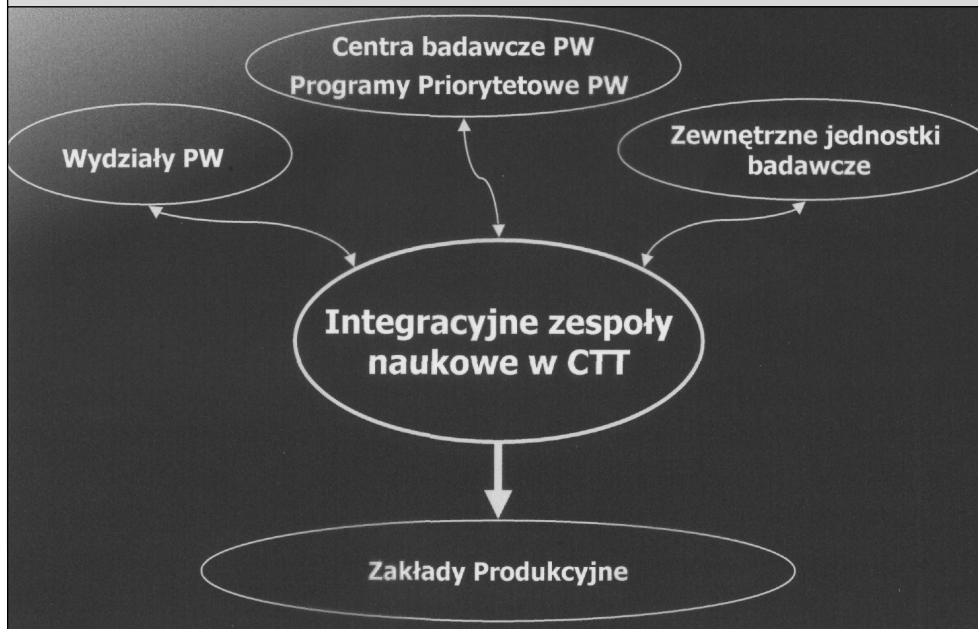 Centra badawcze PW
Programy Priorytetowe PW
Wydziały PW
Zewnętrzne jednostki
badawcze
Integracyjne zespoły
naukowe w CTT
Zakłady Produkcyjne